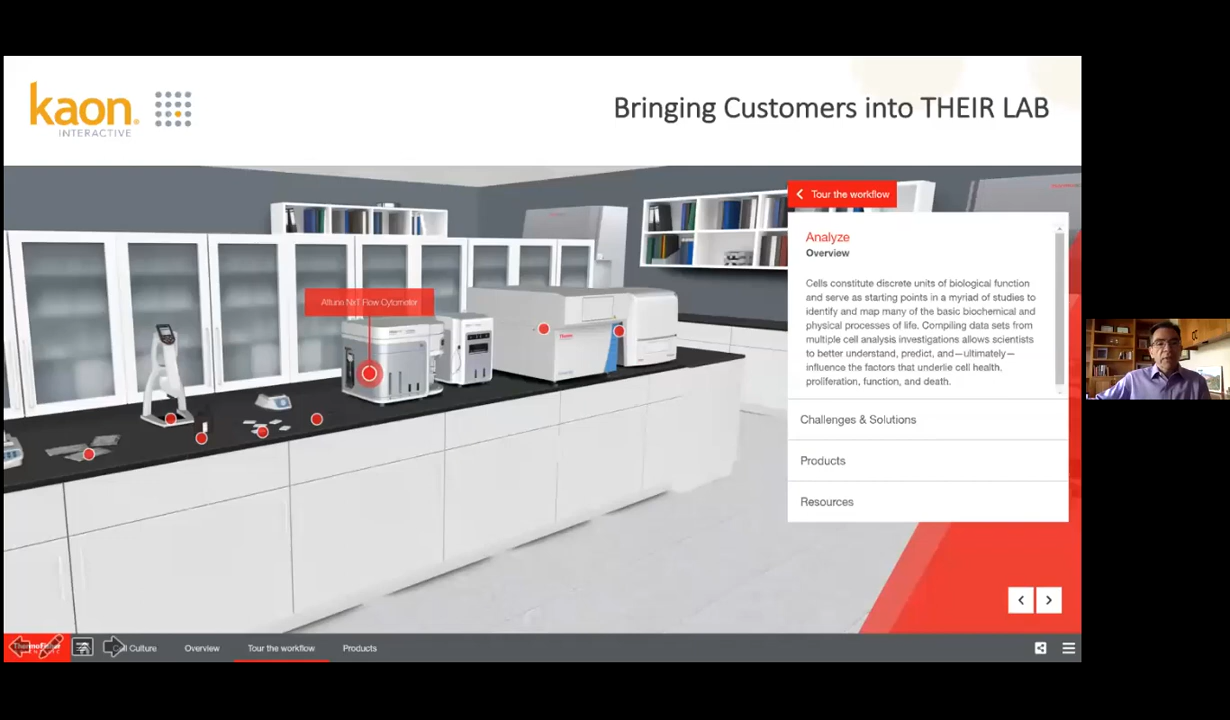 kaon.
INTERACTIVE
Bringing Customers into THEIR LAB
Tour the workflow
Analyze
Overview
Cells constitute discrete units of biological function
and serve as starting points in a myriad of studies to
identify and map many of the basic biochemical and
physical processes of life. Compiling data sets from
multiple cell analysis investigations allows scientists
to better understand, predict, and—ultimately—
influence the factors that underlie cell health,
proliferation, function, and death.
Challenges & Solutions
Products
Resources
Attune NxT Flow Cytometer
Cell Culture
Overview
Tour the workflow
Products